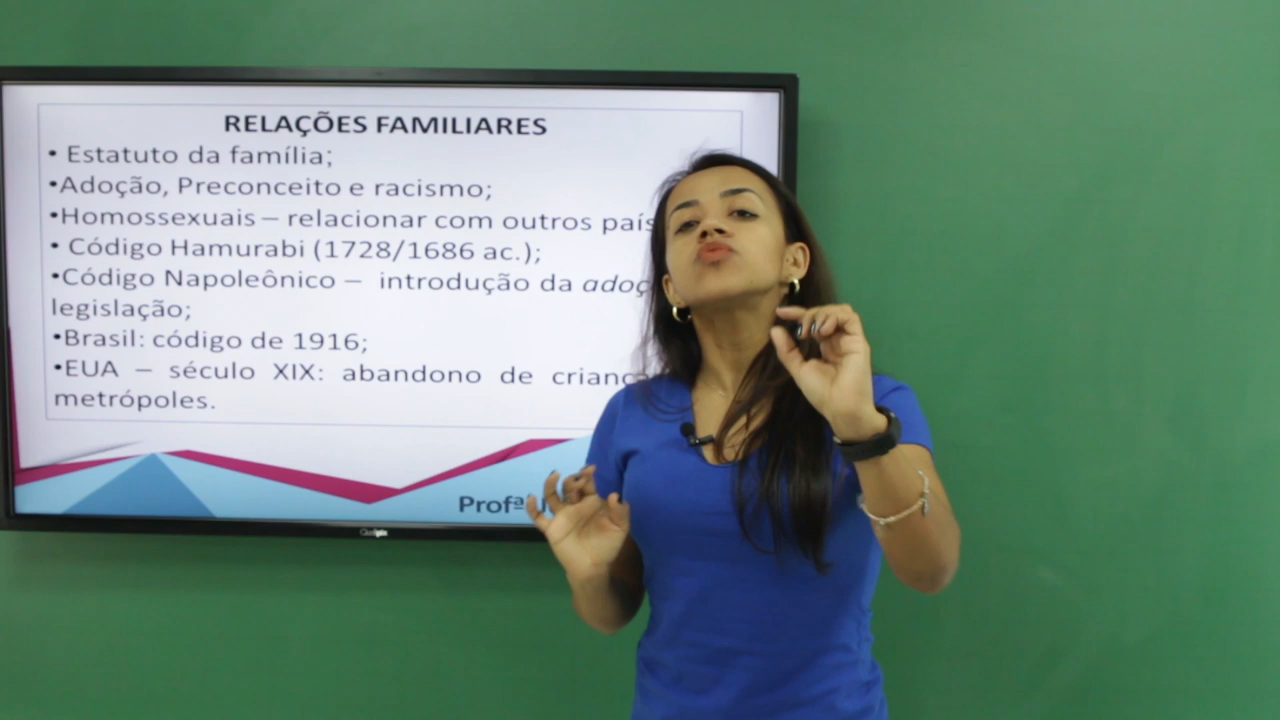 RELAÇÕES FAMILIARES
• Estatuto da família;
•Adoção, Preconceito e racismo;
•Homossexuais – relacionar com outros país
• Código Hamurabi (1728/1686 ac.);
•Código Napoleônico – introdução da
legislação;
•Brasil: código de 1916;
•EUA – século XIX: abandono de
metrópoles.
Profª